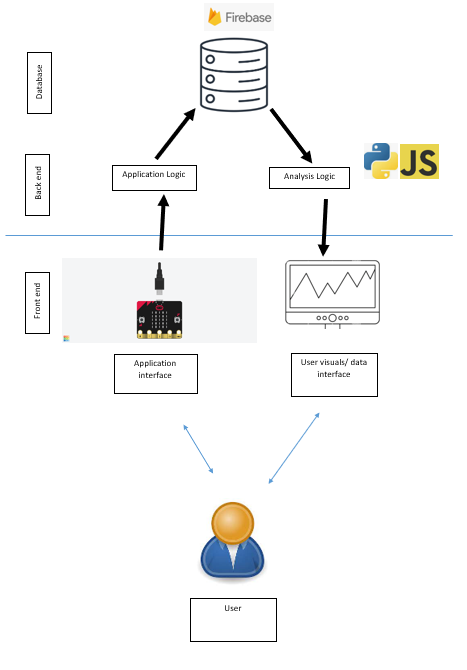 Firebase
Database
Back end
Application Logic
Analysis Logic
JS
Front end
Application
interface
User visuals/ data
interface
User